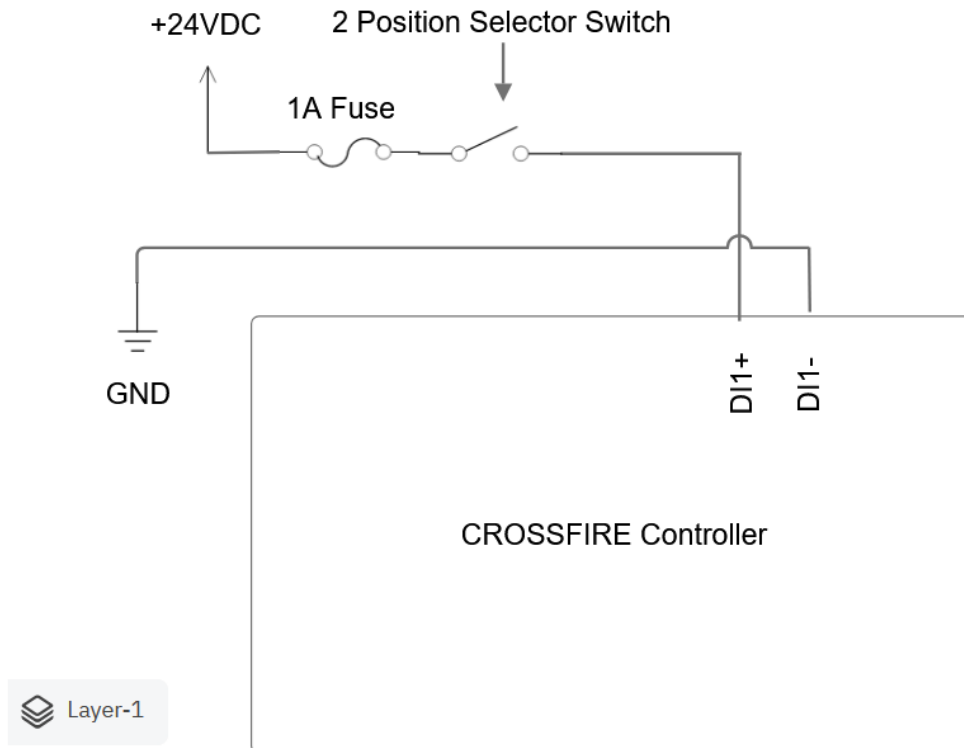 +24VDC
2 Position Selector Switch
1A Fuse
GND
DI1+
DI1-
CROSSFIRE Controller
Layer-1